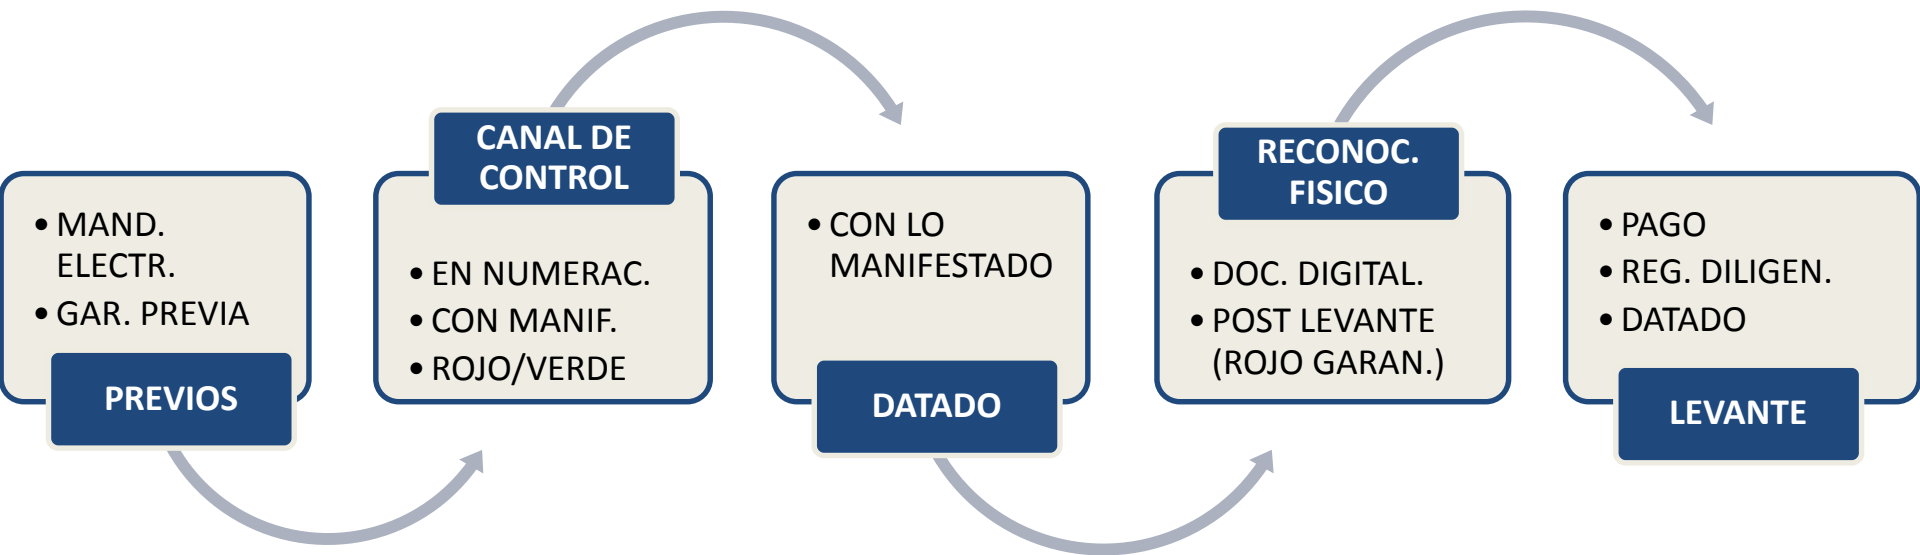 • MAND.
ELECTR.
• GAR. PREVIA
PREVIOS
CANAL DE
CONTROL
• EN NUMERAC.
• CON MANIF.
• ROJO/VERDE
• CON LO
MANIFESTADO
DATADO
RECONOC.
FISICO
• DOC. DIGITAL.
• POST LEVANTE
(ROJO GARAN.)
• PAGO
• REG. DILIGEN.
• DATADO
LEVANTE